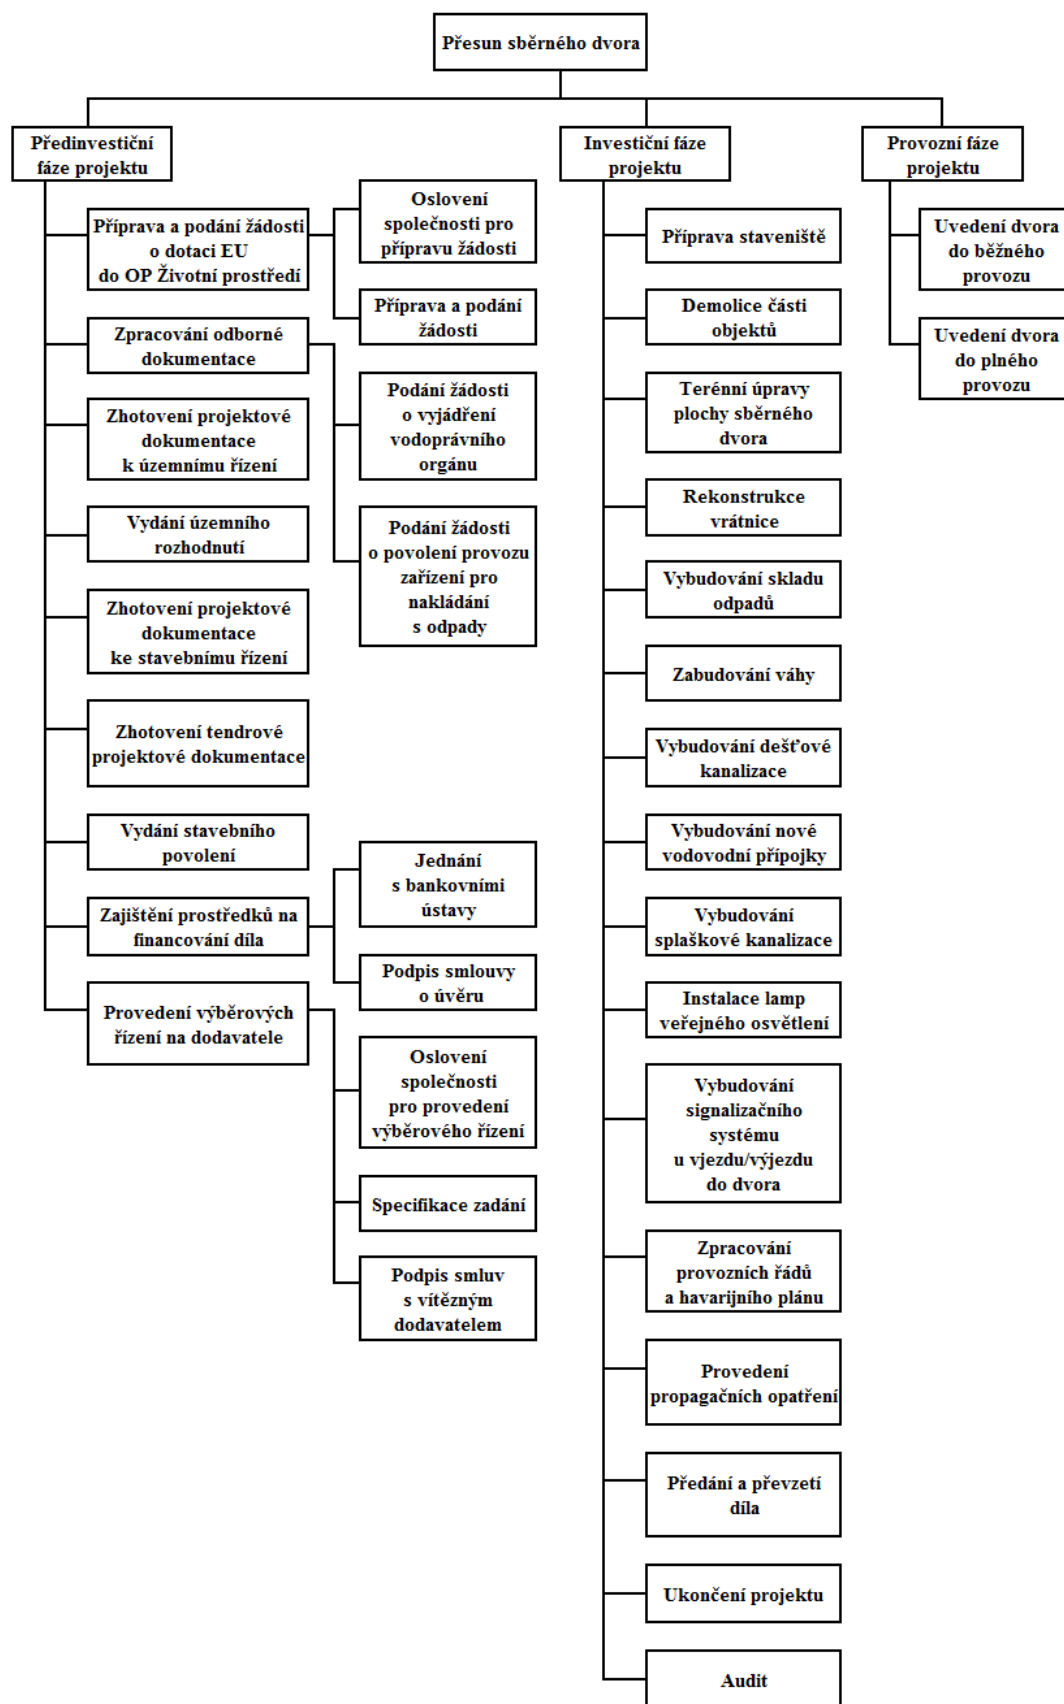 Přesun sběrného dvora
Předinvestiční
fáze projektu
Příprava a podání žádosti
o dotaci EU
do OP Životní prostředí
Oslovení
společnosti pro
přípravu žádosti
Příprava a podání
žádosti
Zpracování odborné
dokumentace
Podání žádosti
o vyjádření
vodoprávního
orgánu
Podání žádosti
o povolení provozu
zařízení pro
nakládání
s odpady
Zhotovení projektové
dokumentace
k územnímu řízení
Vydání územního
rozhodnutí
Zhotovení projektové
dokumentace
ke stavebnímu řízení
Zhotovení tendrové
projektové dokumentace
Vydání stavebního
povolení
Zajištění prostředků na
financování díla
Jednání
s bankovními
ústavy
Podpis smlouvy
o úvěru
Provedení výběrových
řízení na dodavatele
Oslovení
společnosti
pro provedení
výběrového řízení
Specifikace zadání
Podpis smluv
s vítězným
dodavatelem
Investiční fáze
projektu
Příprava staveniště
Demolice části
objektů
Terénní úpravy
plochy sběrného
dvora
Rekonstrukce
vrátnice
Vybudování skladu
odpadů
Zabudování váhy
Vybudování dešťové
kanalizace
Vybudování nové
vodovodní přípojky
Vybudování
splaškové kanalizace
Instalace lamp
veřejného osvětlení
Vybudování
signalizačního
systému
u vjezdu/výjezdu
do dvora
Zpracování
provozních řádů
a havarijního plánu
Provedení
propagačních opatření
Předání a převzetí
díla
Ukončení projektu
Audit
Provozní fáze
projektu
Uvedení dvora
do běžného
provozu
Uvedení dvora
do plného
provozu